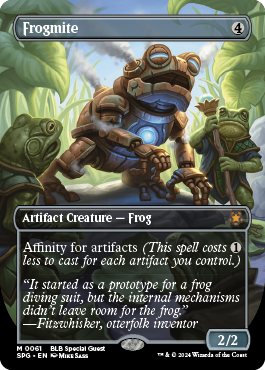 Frogmite 4
Artifact Creature — Frog
Affinity for artifacts (This spell costs 1
less to cast for each artifact you control.)
“It started as a prototype for a frog
diving suit, but the internal mechanisms
didn’t leave room for the frog.”
—Fitzwhisker, otterfolk inventor
2/2
M 0061 BLB Special Guest
SPG • EN Mike Sass
™ & © 2024 Wizards of the Coast